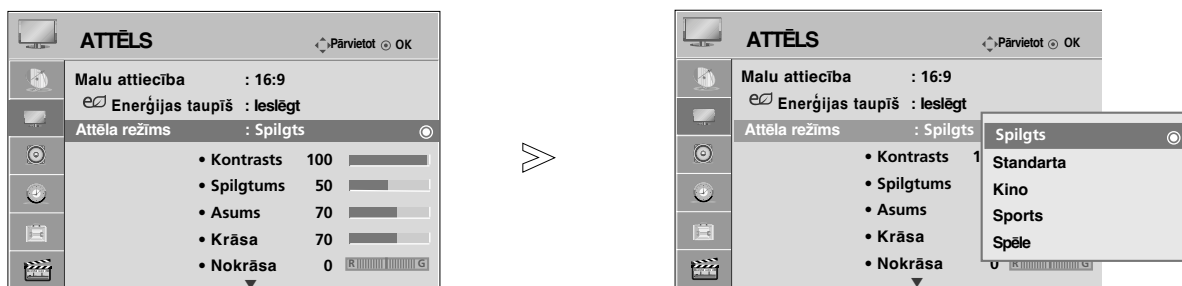 ATTĒLS
Pārvietot OK
Malu attiecība : 16:9
Enerģijas taupīš : Ieslēgt
Attēla režīms : Spilgts
• Kontrasts 100
• Spilgtums 50
• Asums 70
• Krāsa 70
• Nokrāsa 0 R G
ATTĒLS
Pārvietot OK
Malu attiecība : 16:9
Enerģijas taupīš : Ieslēgt
Attēla režīms : Spilgts
• Kontrasts 1
• Spilgtums
• Asums
• Krāsa
• Nokrāsa 0 R G
Spilgts
Standarta
Kino
Sports
Spēle